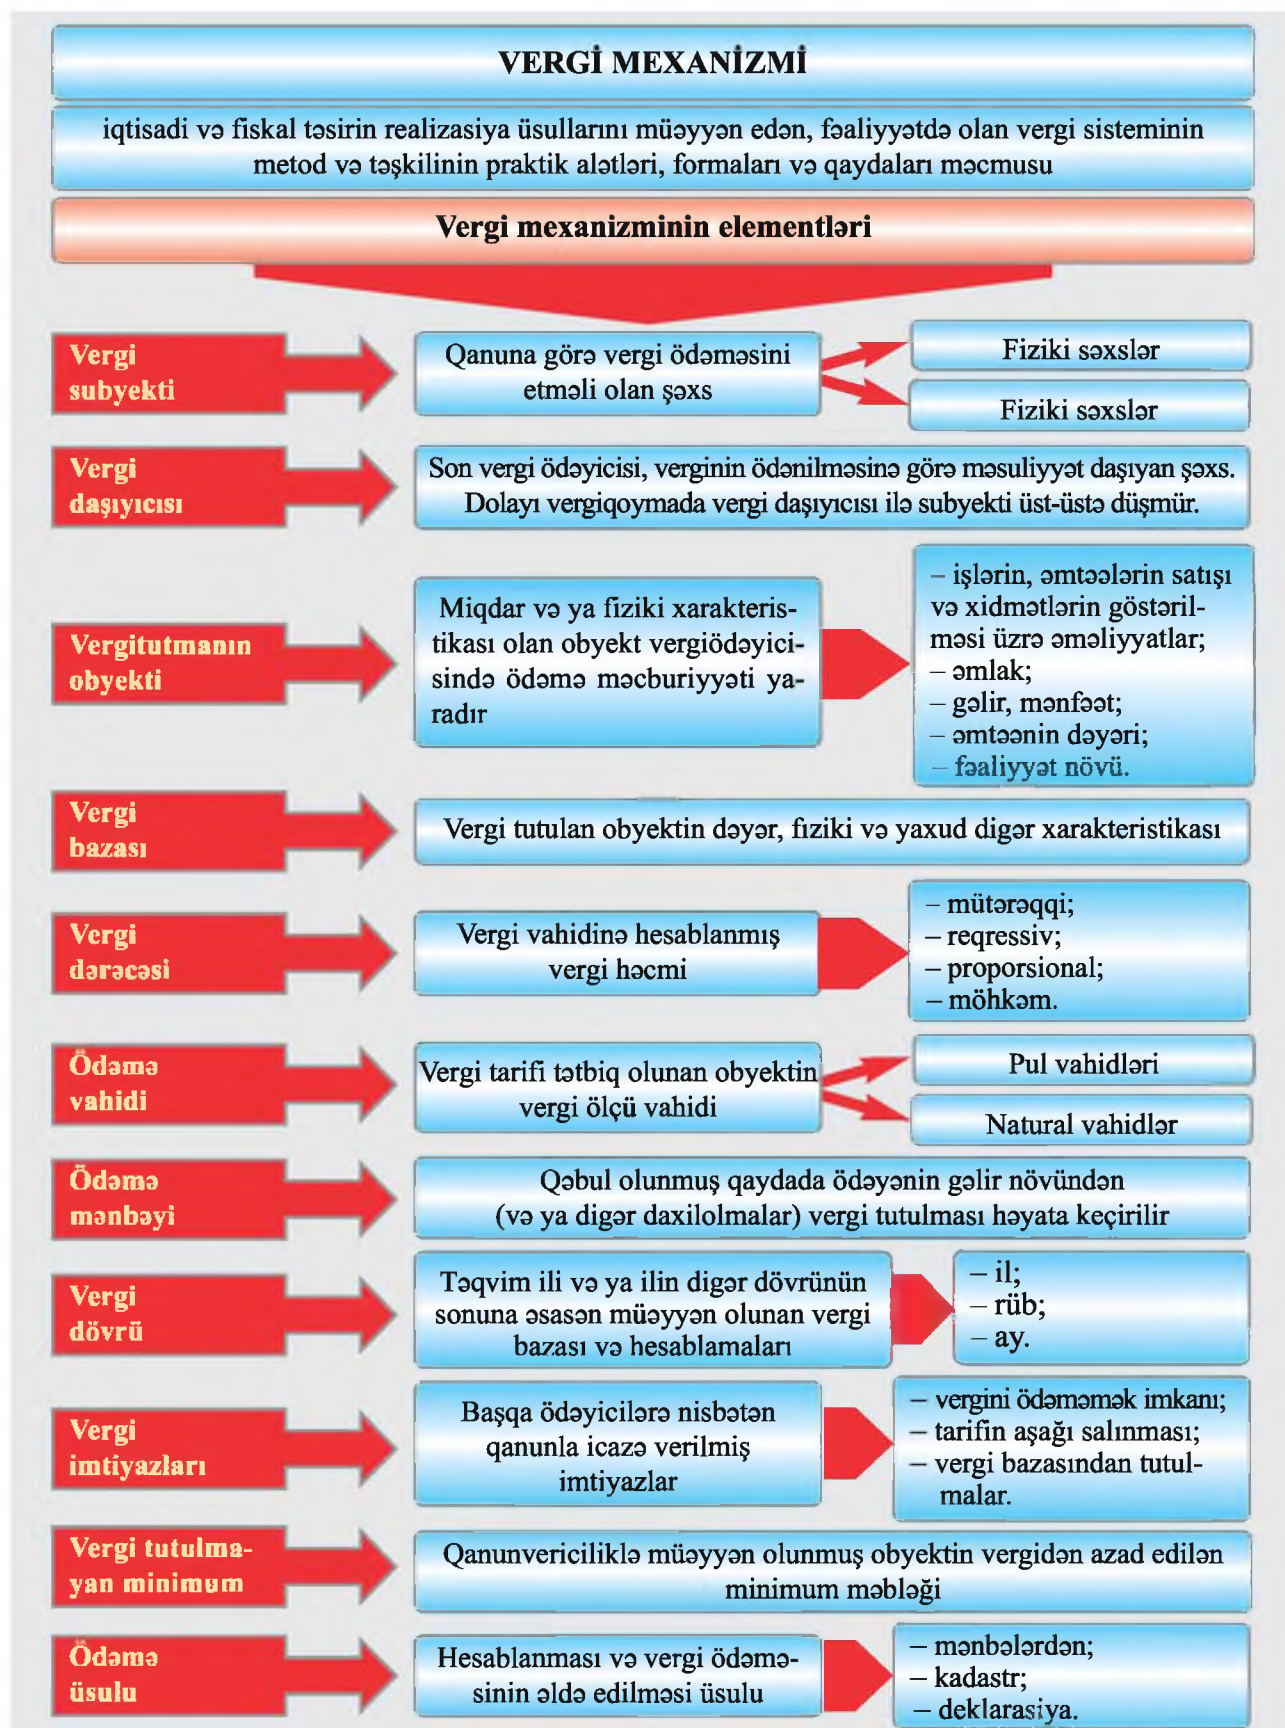 VERGİ MEXANİZMİ
iqtisadi və fiskal təsirin realizasiya üsullarını müəyyən edən, fəaliyyətdə olan vergi sisteminin
metod və təşkilinin praktik alətləri, formaları və qaydaları məcmusu
Vergi mexanizminin elementləri
Vergi
subyekti
Qanuna görə vergi ödəməsini
etməli olan şəxs
Fiziki səxslər
Fiziki səxslər
Vergi
daşıyıcısı
Son vergi ödəyicisi, verginin ödənilməsinə görə məsuliyyət daşıyan şəxs.
Dolayı vergiqoymada vergi daşıyıcısı ilə subyekti üst-üstə düşmür.
Vergitutmanın
obyekti
Miqdar və ya fiziki xarakteris-
tikası olan obyekt vergiödəyici-
sində ödəmə məcburiyyəti ya-
radır
– işlərin, əmtəələrin satışı
və xidmətlərin göstəril-
məsi üzrə əməliyyatlar;
– əmlak;
– gəlir, mənfəət;
– əmtəənin dəyəri;
– fəaliyyət növü.
Vergi
bazası
Vergi tutulan obyektin dəyər, fiziki və yaxud digər xarakteristikası
Vergi
dərəcəsi
Vergi vahidinə hesablanmış
vergi həcmi
– mütərəqqi;
– reqressiv;
– proporsional;
– möhkəm.
Ödəmə
vahidi
Vergi tarifi tətbiq olunan obyektin
vergi ölçü vahidi
Pul vahidləri
Natural vahidlər
Ödəmə
mənbəyi
Qəbul olunmuş qaydada ödəyənin gəlir növündən
(və ya digər daxilolmalar) vergi tutulması həyata keçirilir
Vergi
dövrü
Təqvim ili və ya ilin digər dövrünün
sonuna əsasən müəyyən olunan vergi
bazası və hesablamaları
– il;
– rüb;
– ay.
Vergi
imtiyazları
Başqa ödəyicilərə nisbətən
qanunla icazə verilmiş
imtiyazlar
– vergini ödəməmək imkanı;
– tarifin aşağı salınması;
– vergi bazasından tutul-
malar.
Vergi tutulma-
yan minimum
Qanunvericiliklə müəyyən olunmuş obyektin vergidən azad edilən
minimum məbləği
Ödəmə
üsulu
Hesablanması və vergi ödəmə-
sinin əldə edilməsi üsulu
– mənbələrdən;
– kadastr;
– deklarasiya.